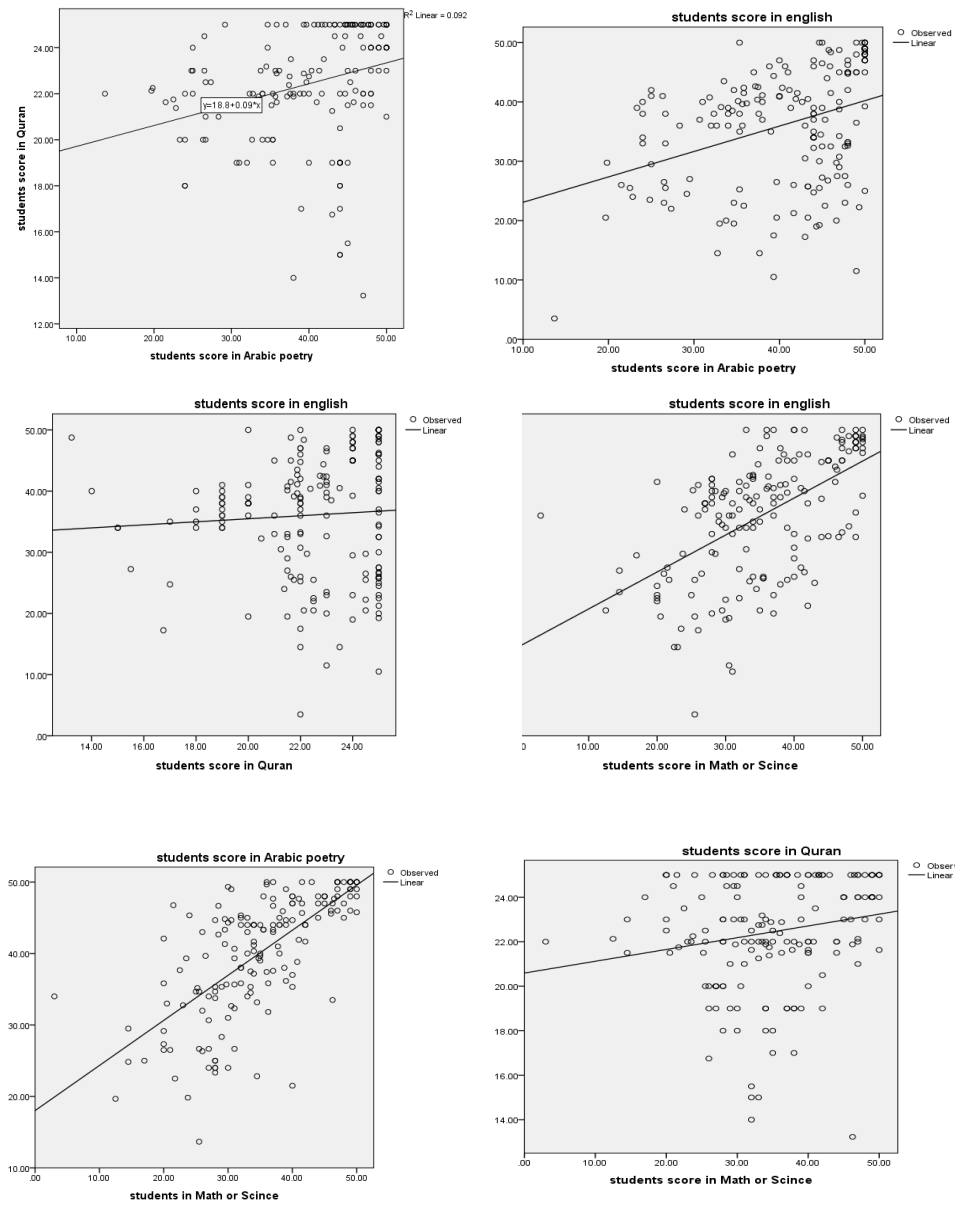 R² Linear = 0.092
24.00
22.00
20.00
18.00
16.00
14.00
12.00
students score in Quran
y=18.8+0.09*x
10.00 20.00 30.00 40.00 50.00
students score in Arabic poetry
students score in english
Observed
Linear
50.00
40.00
30.00
20.00
10.00
.00
10.00 20.00 30.00 40.00 50.00
students score in Arabic poetry
students score in english
Observed
Linear
50.00
40.00
30.00
20.00
10.00
.00
14.00 16.00 18.00 20.00 22.00 24.00
students score in Quran
students score in english
Observed
Linear
0 10.00 20.00 30.00 40.00 50.00
students score in Math or Scince
students score in Arabic poetry
Observed
Linear
50.00
40.00
30.00
20.00
10.00
.00 10.00 20.00 30.00 40.00 50.00
students in Math or Scince
students score in Quran
Obser
Linear
24.00
22.00
20.00
18.00
16.00
14.00
.00 10.00 20.00 30.00 40.00 50.00
students score in Math or Scince